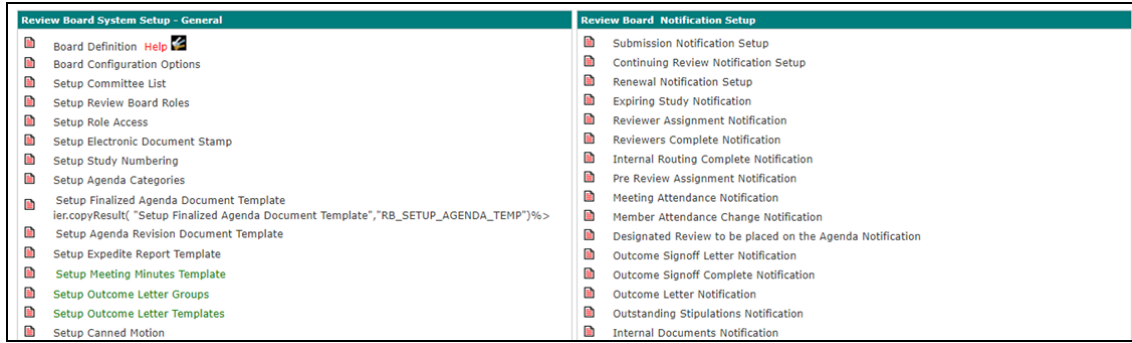 Review Board System Setup - General
Board Definition Help
Board Configuration Options
Setup Committee List
Setup Review Board Roles
Setup Role Access
Setup Electronic Document Stamp
Setup Study Numbering
Setup Agenda Categories
Setup Finalized Agenda Document Template
ier.copyResult( "Setup Finalized Agenda Document Template","RB_SETUP_AGENDA_TEMP")%>
Setup Agenda Revision Document Template
Setup Expedite Report Template
Setup Meeting Minutes Template
Setup Outcome Letter Groups
Setup Outcome Letter Templates
Setup Canned Motion
Review Board Notification Setup
Submission Notification Setup
Continuing Review Notification Setup
Renewal Notification Setup
Expiring Study Notification
Reviewer Assignment Notification
Reviewers Complete Notification
Internal Routing Complete Notification
Pre Review Assignment Notification
Meeting Attendance Notification
Member Attendance Change Notification
Designated Review to be placed on the Agenda Notification
Outcome Signoff Letter Notification
Outcome Signoff Complete Notification
Outcome Letter Notification
Outstanding Stipulations Notification
Internal Documents Notification